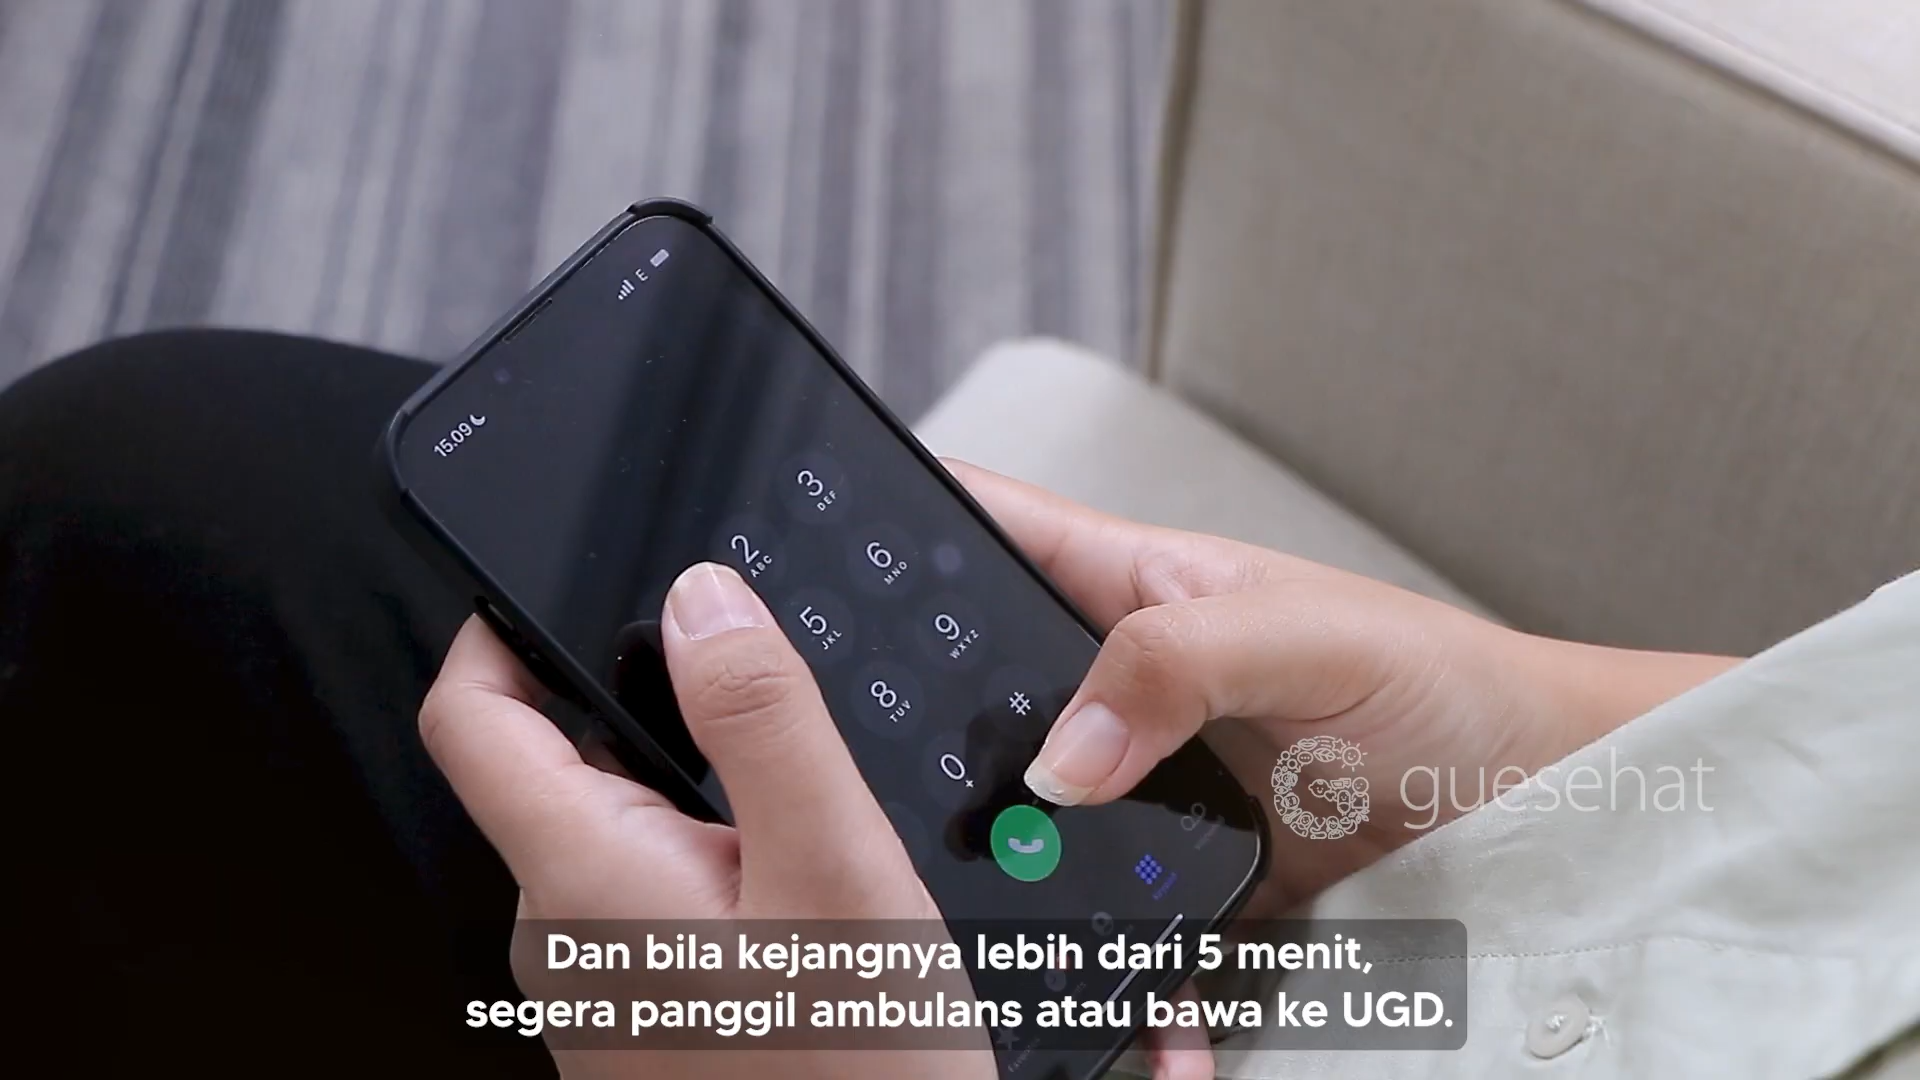 15.09
E
3
DEF
2
ABC
6
MNO
5
JKL
9
WXYZ
8
TUV
#
0
+
guesehat
Dan bila kejangnya lebih dari 5 menit,
segera panggil ambulans atau bawa ke UGD.